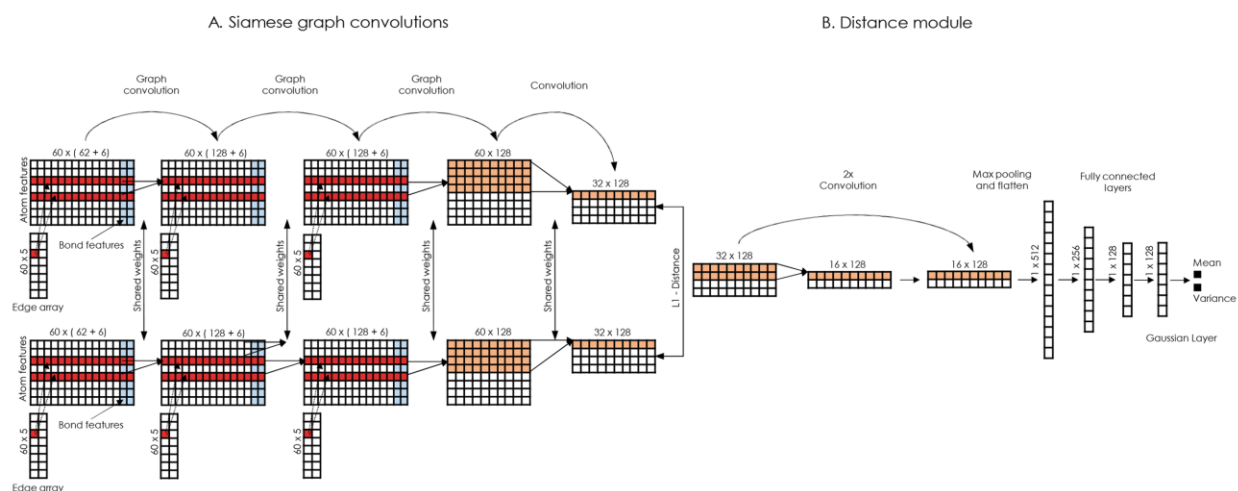 A. Siamese graph convolutions
B. Distance module
Graph
convolution
Graph
convolution
Graph
convolution
Convolution
60 x ( 62 + 6)
60 x ( 128 + 6)
60 x (128 + 6)
60 x 128
32 x 128
Atom features
Bond features
60 x 5
60 x 5
60 x 5
Edge array
Shared weights
Shared weights
Shared weights
Shared weights
L1 - Distance
60 x ( 62 + 6)
60 x (128 + 6)
60 x (128 + 6)
60 x 128
32 x 128
Atom features
Bond features
60 x 5
60 x 5
60 x 5
Edge array
2x
Convolution
Max pooling
and flatten
Fully connected
layers
32 x 128
16 x 128
16 x 128
1 x 512
1 x 256
1 x 128
1 x 128
Mean
Variance
Gaussian Layer